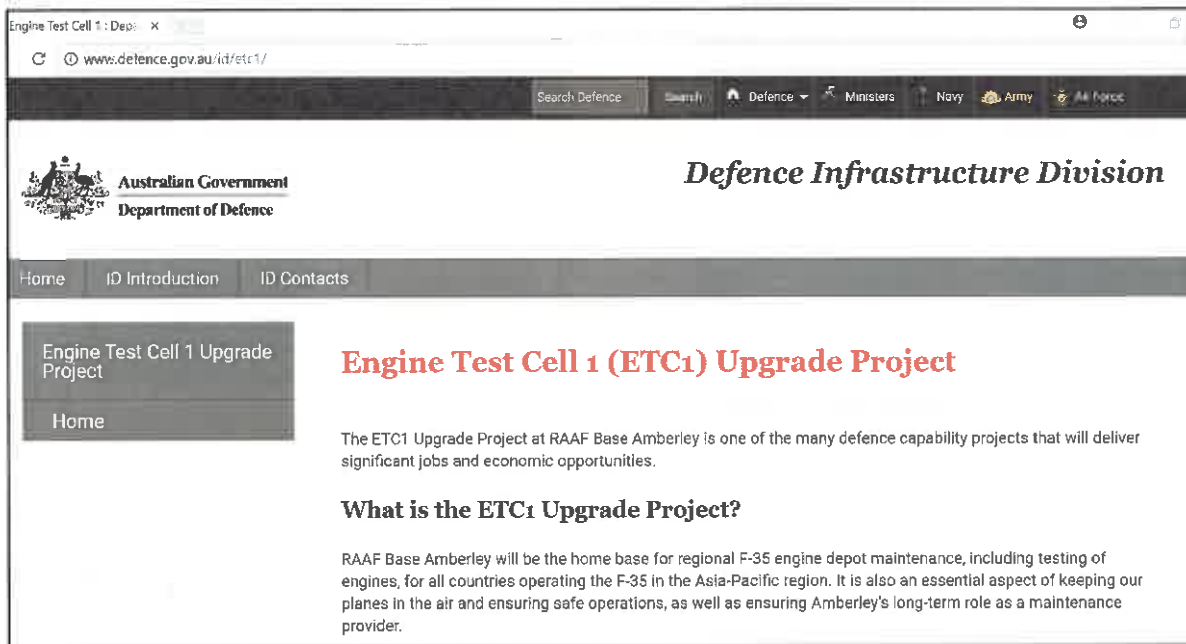 Engine Test Cell 1 : Depa ×
www.defence.gov.au/id/etc1/
Search Defence Search Defence Ministers Navy Army Air Force
Australian Government
Department of Defence
Defence Infrastructure Division
Home ID Introduction ID Contacts
Engine Test Cell 1 Upgrade
Project
Home
Engine Test Cell 1 (ETC1) Upgrade Project
The ETC1 Upgrade Project at RAAF Base Amberley is one of the many defence capability projects that will deliver
significant jobs and economic opportunities.
What is the ETC1 Upgrade Project?
RAAF Base Amberley will be the home base for regional F-35 engine depot maintenance, including testing of
engines, for all countries operating the F-35 in the Asia-Pacific region. It is also an essential aspect of keeping our
planes in the air and ensuring safe operations, as well as ensuring Amberley's long-term role as a maintenance
provider.